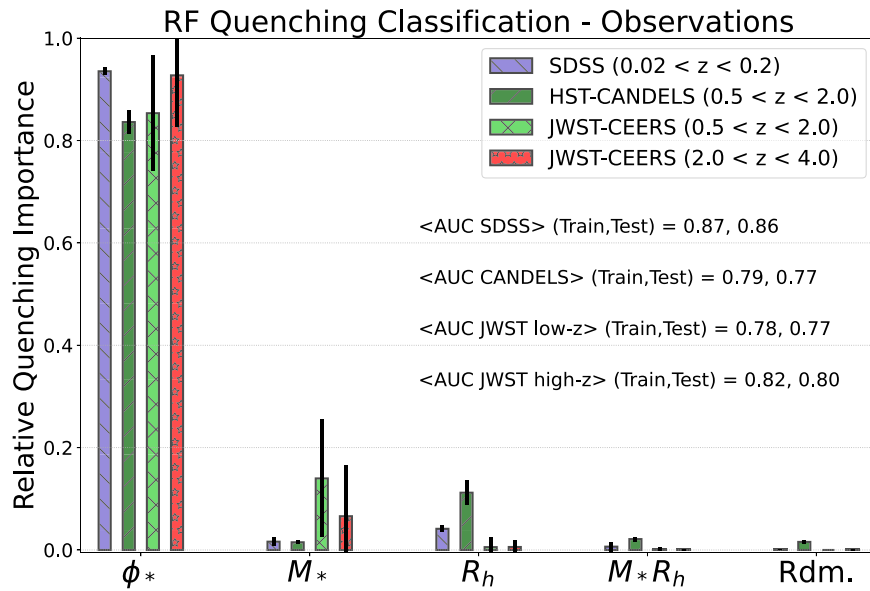 RF Quenching Classification - Observations
Relative Quenching Importance
1.0
0.8
0.6
0.4
0.2
0.0
SDSS (0.02 < z < 0.2)
HST-CANDELS (0.5 < z < 2.0)
JWST-CEERS (0.5 < z < 2.0)
JWST-CEERS (2.0 < z < 4.0)
<AUC SDSS> (Train,Test) = 0.87, 0.86
<AUC CANDELS> (Train,Test) = 0.79, 0.77
<AUC JWST low-z> (Train,Test) = 0.78, 0.77
<AUC JWST high-z> (Train,Test) = 0.82, 0.80
ϕ* M* Rh M*Rh Rdm.